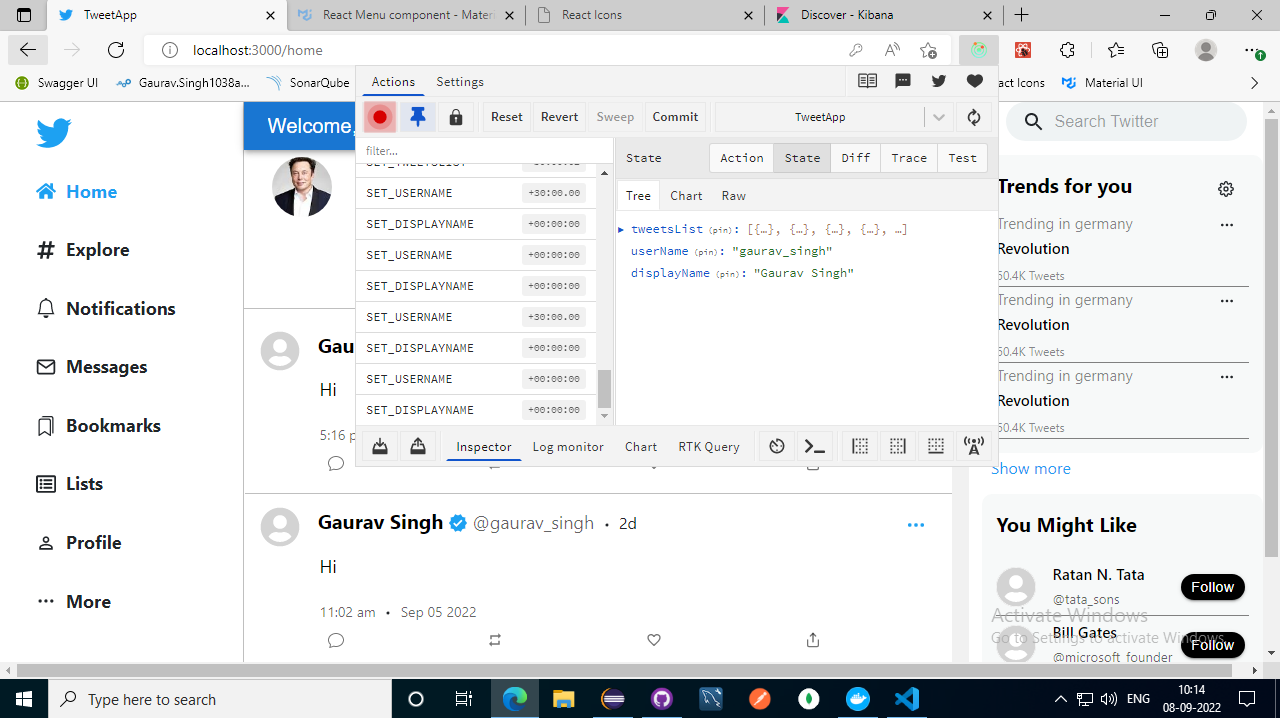 TweetApp
React Menu component - Mater
React Icons
Discover - Kibana
localhost:3000/home
Swagger UI
Gaurav.Singh1038a...
SonarQube
act Icons
Material UI
Actions
Settings
Reset
Revert
Sweep
Commit
TweetApp
filter...
State
Action
State
Diff
Trace
Test
SET_TWEETSLIST
SET_USERNAME +30:00.00
SET_DISPLAYNAME +00:00:00
SET_USERNAME +00:00:00
SET_DISPLAYNAME +00:00:00
SET_USERNAME +30:00.00
SET_DISPLAYNAME +00:00:00
SET_USERNAME +00:00:00
SET_DISPLAYNAME +00:00:00
Tree
Chart
Raw
tweetsList (pin): [{…}, {…}, {…}, {…}, …]
userName (pin): "gaurav_singh"
displayName (pin): "Gaurav Singh"
Inspector
Log monitor
Chart
RTK Query
Home
Explore
Notifications
Messages
Bookmarks
Lists
Profile
More
Welcome,
Gau
Hi
5:16 p
Gaurav Singh @gaurav_singh • 2d
Hi
11:02 am • Sep 05 2022
Search Twitter
Trends for you
Trending in germany
Revolution
50.4K Tweets
Trending in germany
Revolution
50.4K Tweets
Trending in germany
Revolution
50.4K Tweets
Show more
You Might Like
Ratan N. Tata
@tata_sons
Follow
Bill Gates
@microsoft_founder
Follow
Activate Windows
Go to Settings to activate Windows.
Type here to search
ENG
10:14
08-09-2022